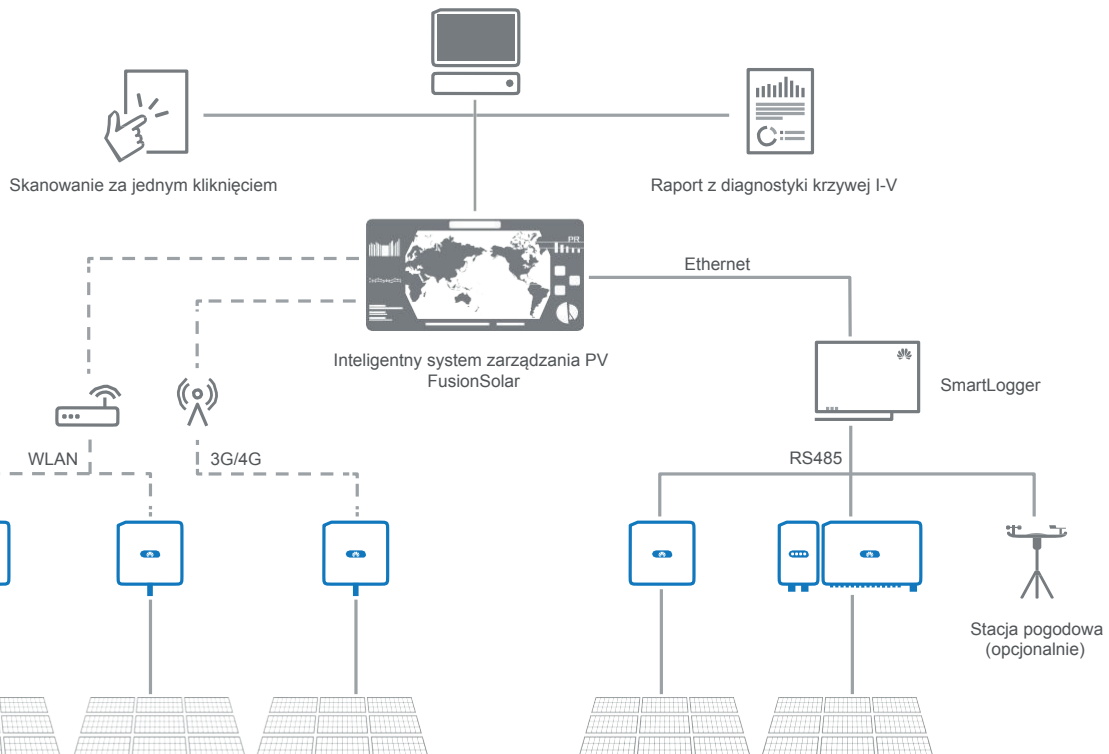 Skanowanie za jednym kliknięciem
Raport z diagnostyki krzywej I-V
PR
Ethernet
Inteligentny system zarządzania PV
FusionSolar
SmartLogger
WLAN
3G/4G
RS485
Stacja pogodowa
(opcjonalnie)